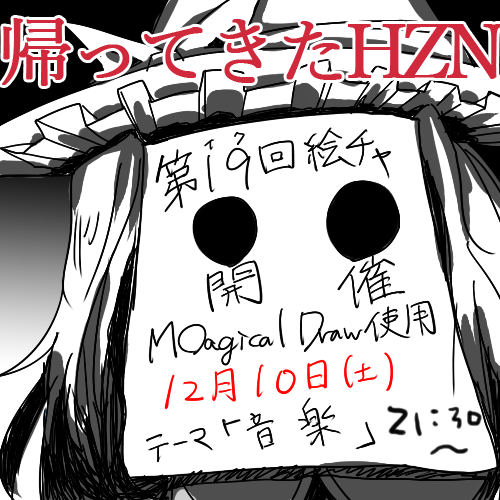 帰ってきたHZN
第19回絵チャ
開催
MOagical Draw使用
12月10日(土)
テーマ「音楽」 21:30
～